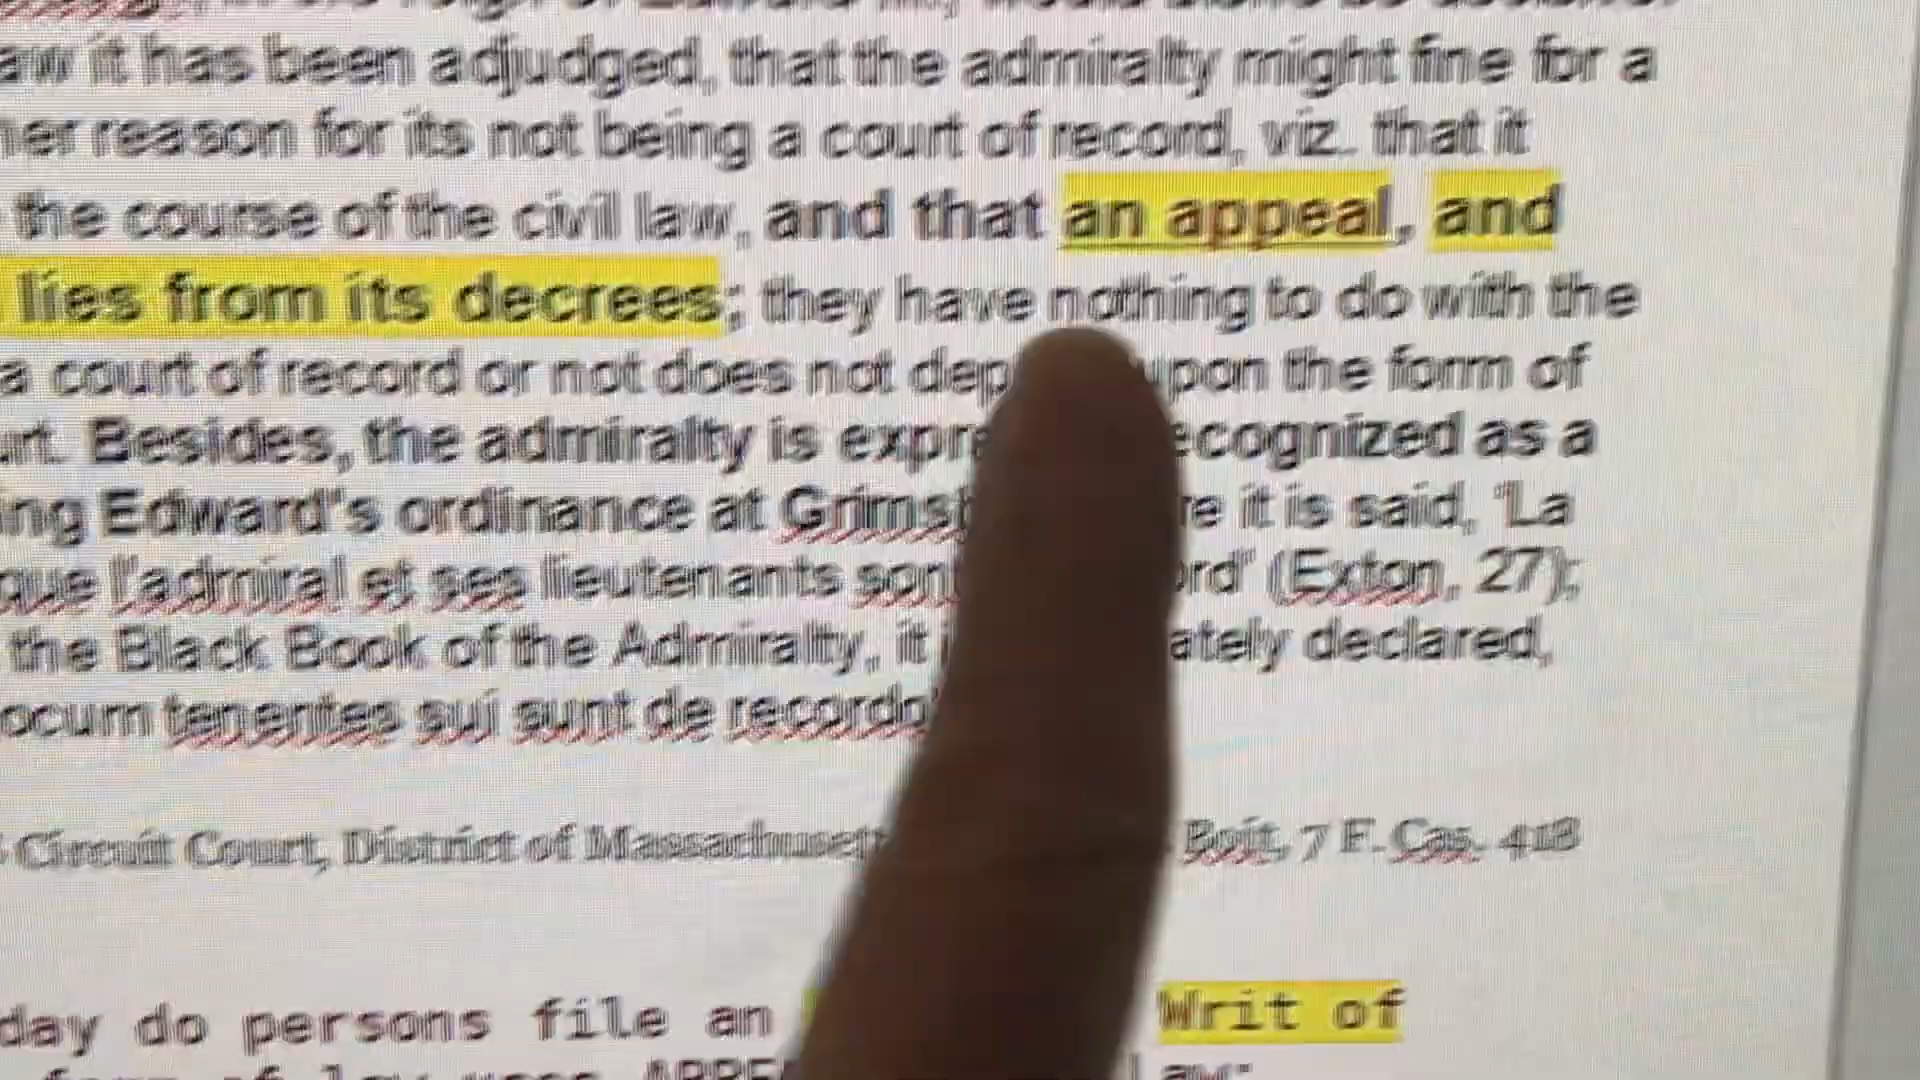 aw it has been adjudged, that the admiralty might fine for a
her reason for its not being a court of record, viz. that it
the course of the civil law, and that an appeal, and
lies from its decrees; they have nothing to do with the
a court of record or not does not dep upon the form of
urt. Besides, the admiralty is expre ecognized as a
ing Edward's ordinance at Grimsb re it is said, 'La
que l'admiral et ses lieutenants sont ord' (Exton, 27);
the Black Book of the Admiralty, it i ately declared,
ocum tenentes sui sunt de recordo'
Circuit Court, District of Massachusett Boit, 7 F. Cas. 418
day do persons file an Writ of